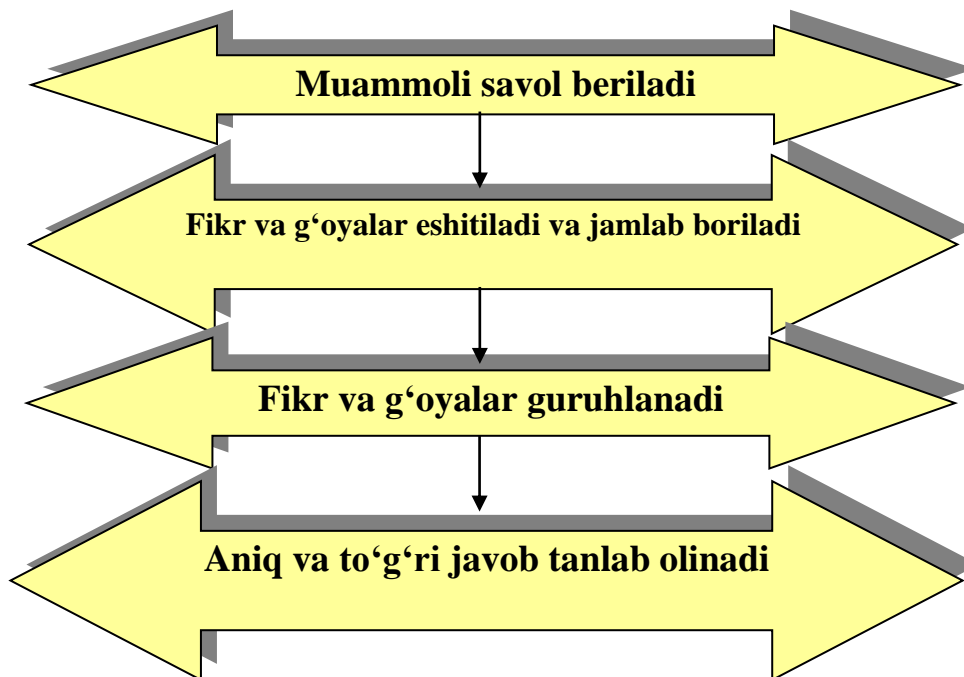 Muammoli savol beriladi
Fikr va g‘oyalar eshitiladi va jamlab boriladi
Fikr va g‘oyalar guruhlanadi
Aniq va to‘g‘ri javob tanlab olinadi